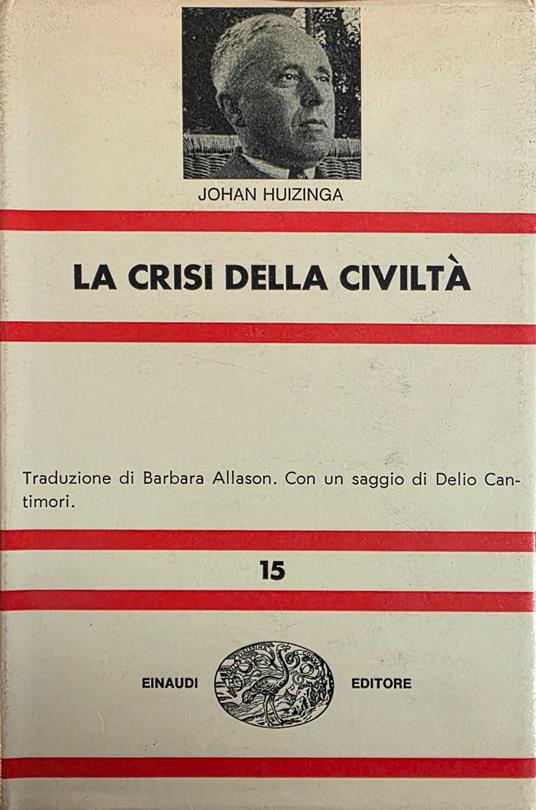 JOHAN HUIZINGA
LA CRISI DELLA CIVILTÀ
Traduzione di Barbara Allason. Con un saggio di Delio Can-
timori.
15
EINAUDI EDITORE